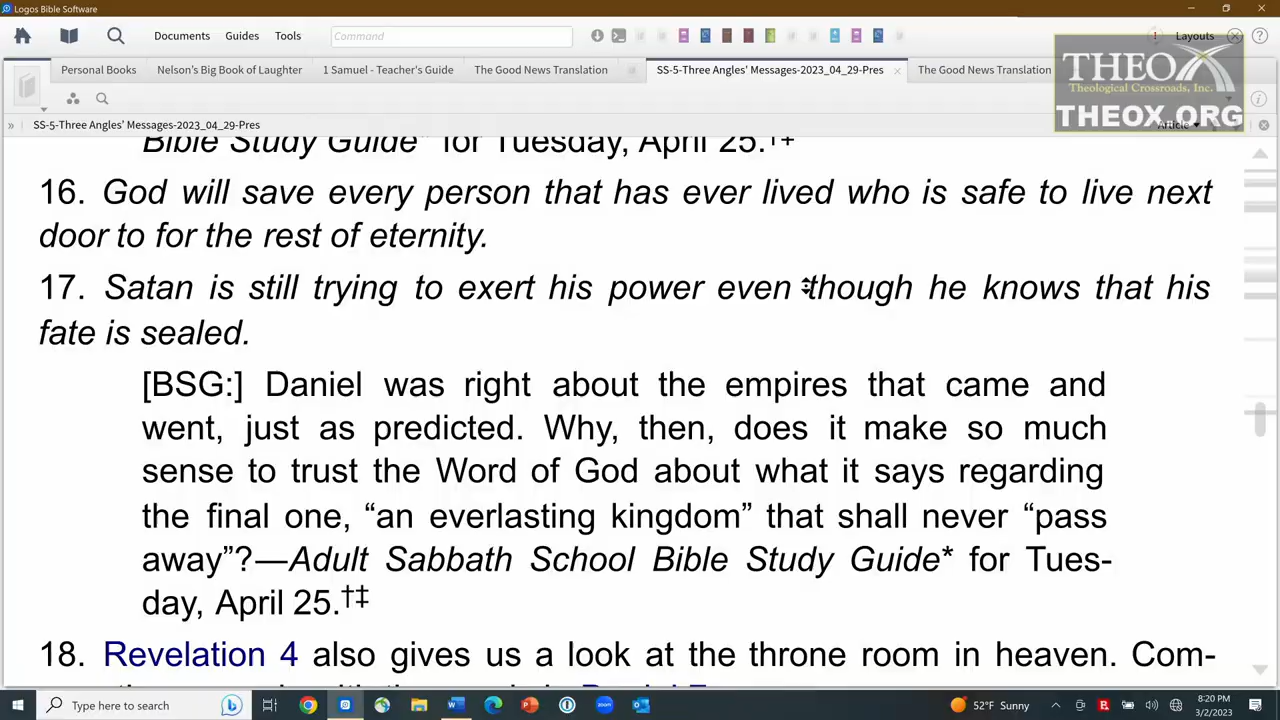 Logos Bible Software
Documents Guides Tools Command Layouts
Personal Books Nelson's Big Book of Laughter 1 Samuel - Teacher's Guide The Good News Translation SS-5-Three Angles' Messages-2023_04_29-Pres The Good News Translation
THEOX
Theological Crossroads, Inc.
THEOX.ORG
SS-5-Three Angles' Messages-2023_04_29-Pres Article
Bible Study Guide* for Tuesday, April 25.†‡
16. God will save every person that has ever lived who is safe to live next
door to for the rest of eternity.
17. Satan is still trying to exert his power even though he knows that his
fate is sealed.
[BSG:] Daniel was right about the empires that came and
went, just as predicted. Why, then, does it make so much
sense to trust the Word of God about what it says regarding
the final one, “an everlasting kingdom” that shall never “pass
away”?—Adult Sabbath School Bible Study Guide* for Tues-
day, April 25.†‡
18. Revelation 4 also gives us a look at the throne room in heaven. Com-
Type here to search 52°F Sunny 8:20 PM
3/2/2023